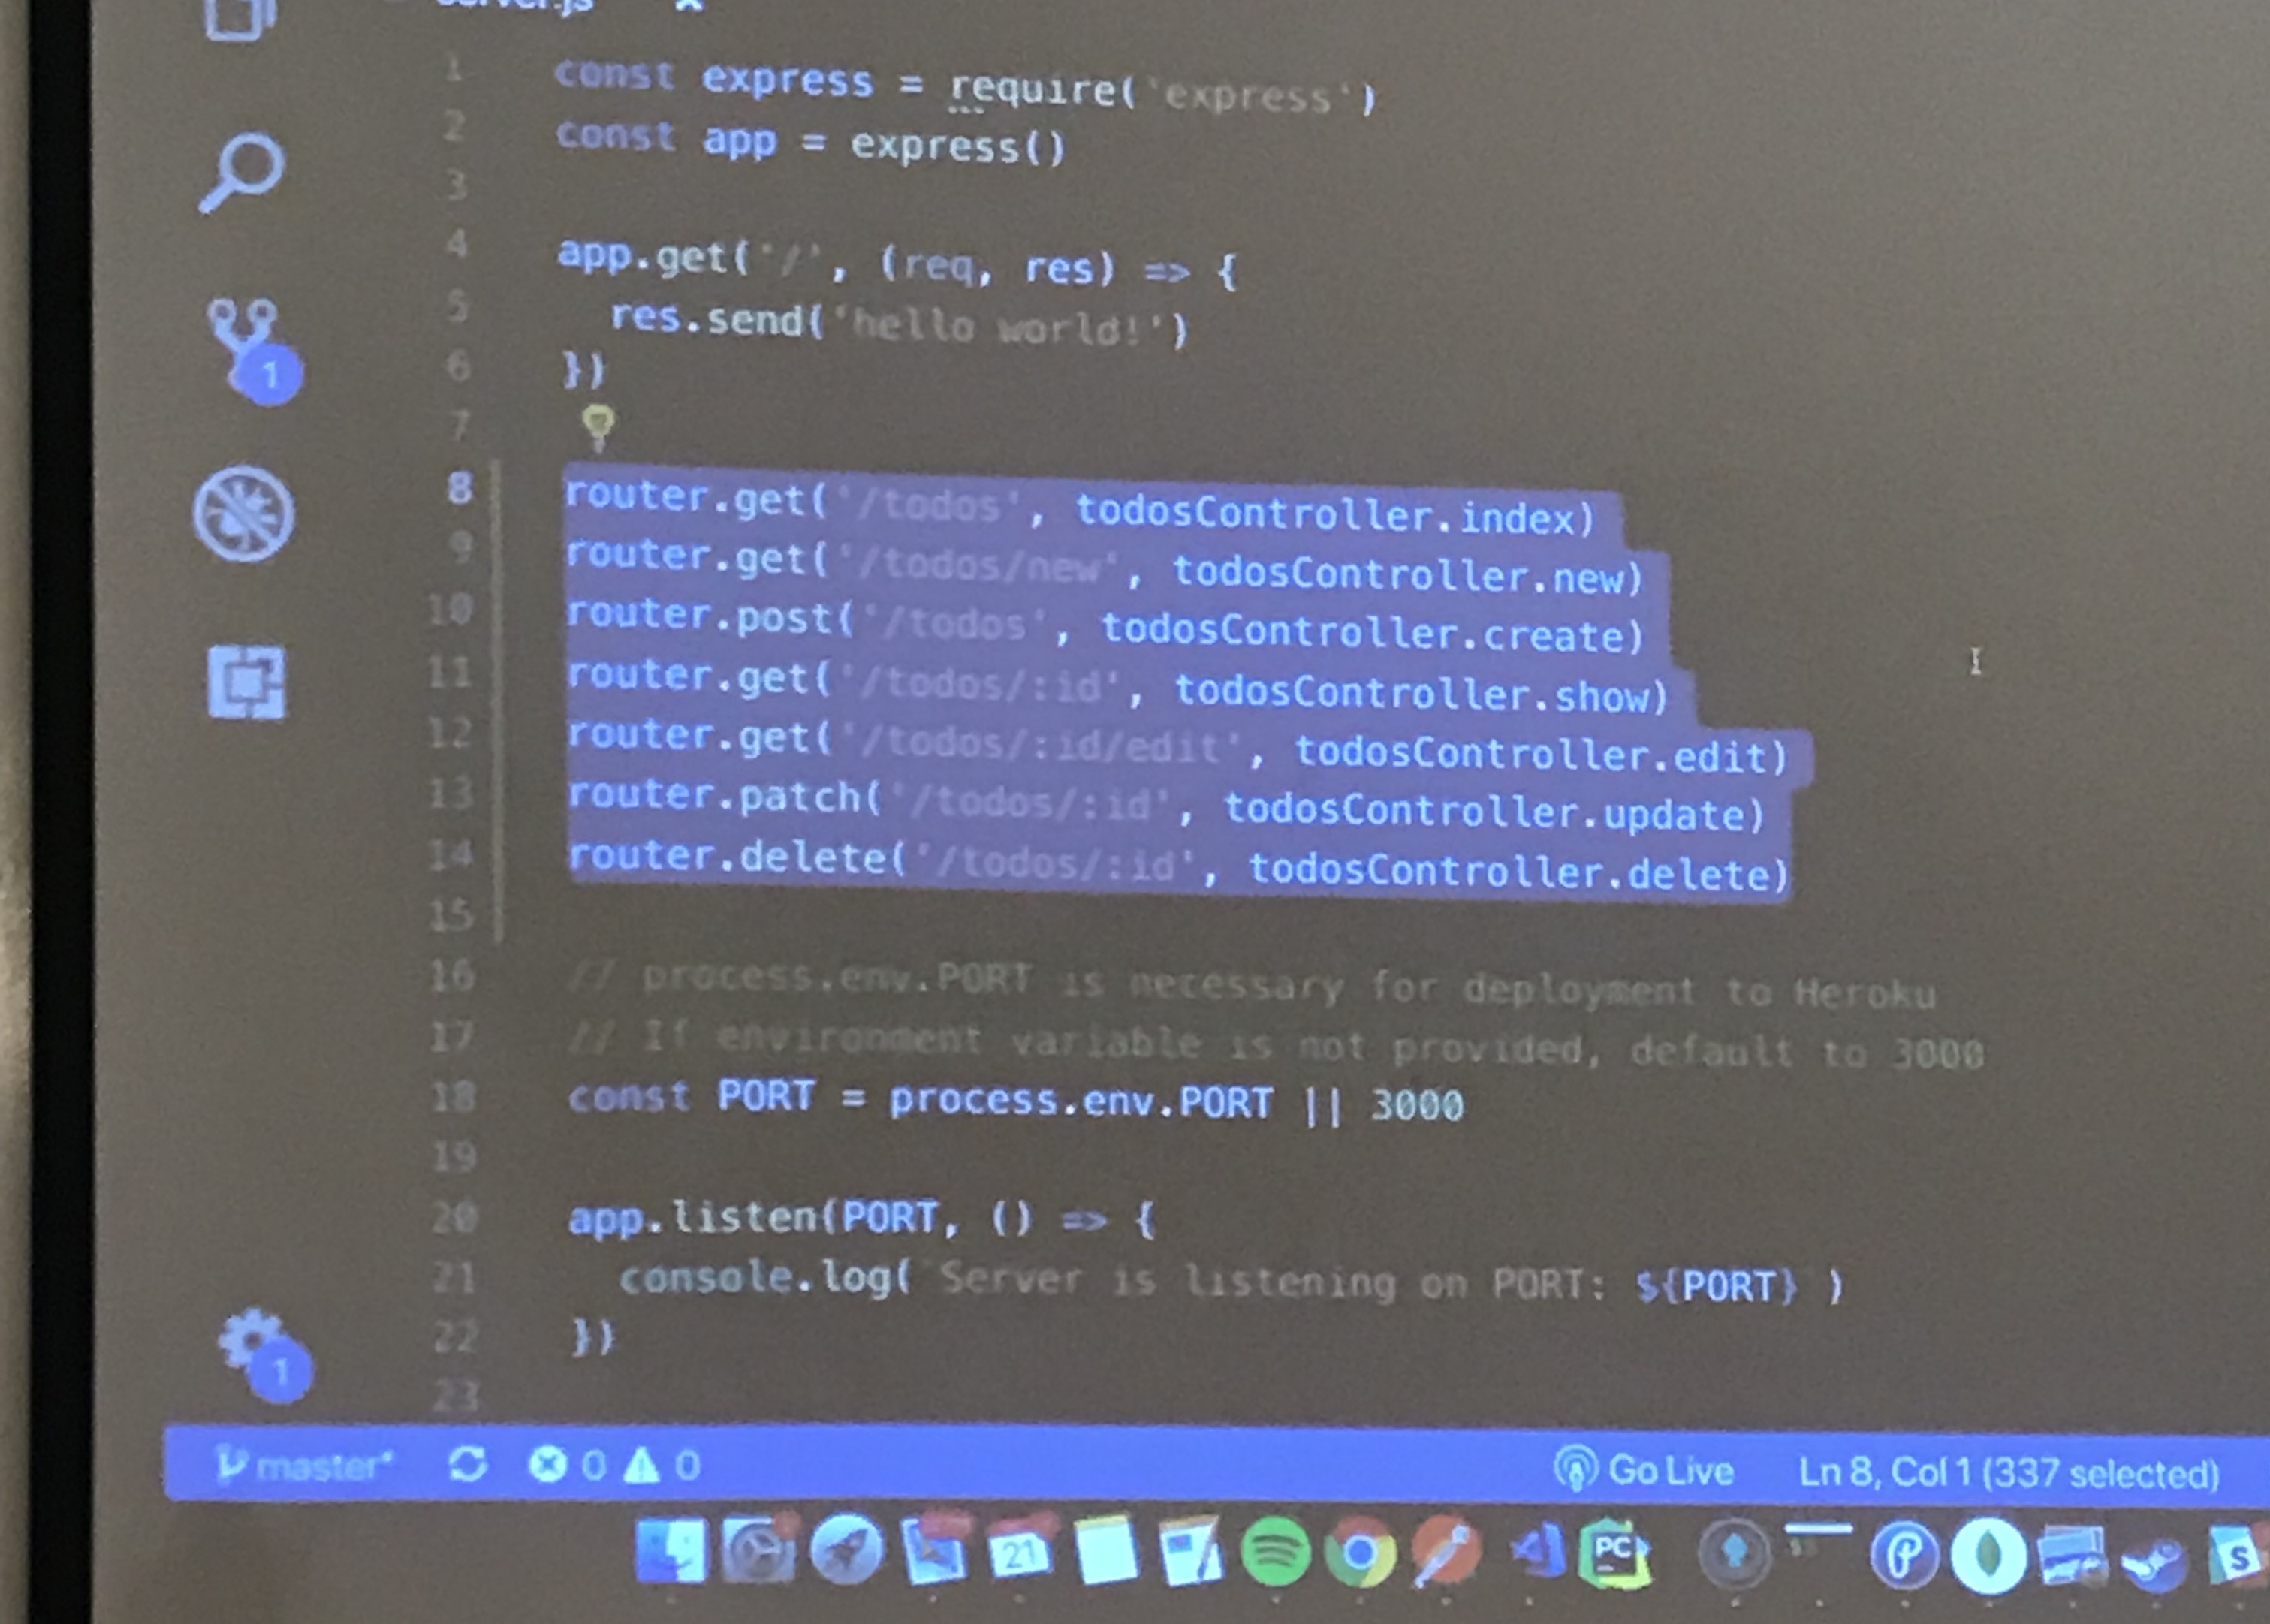 server.js
1 const express = require('express')
2 const app = express()
3
4 app.get('/', (req, res) => {
5 res.send('hello world!')
6 })
7
8 router.get('/todos', todosController.index)
9 router.get('/todos/new', todosController.new)
10 router.post('/todos', todosController.create)
11 router.get('/todos/:id', todosController.show)
12 router.get('/todos/:id/edit', todosController.edit)
13 router.patch('/todos/:id', todosController.update)
14 router.delete('/todos/:id', todosController.delete)
15
16 // process.env.PORT is necessary for deployment to Heroku
17 // If environment variable is not provided, default to 3000
18 const PORT = process.env.PORT || 3000
19
20 app.listen(PORT, () => {
21 console.log(`Server is listening on PORT: ${PORT}`)
22 })
23
1
1
master* 0 0 Go Live Ln 8, Col 1 (337 selected)
21 PC P S